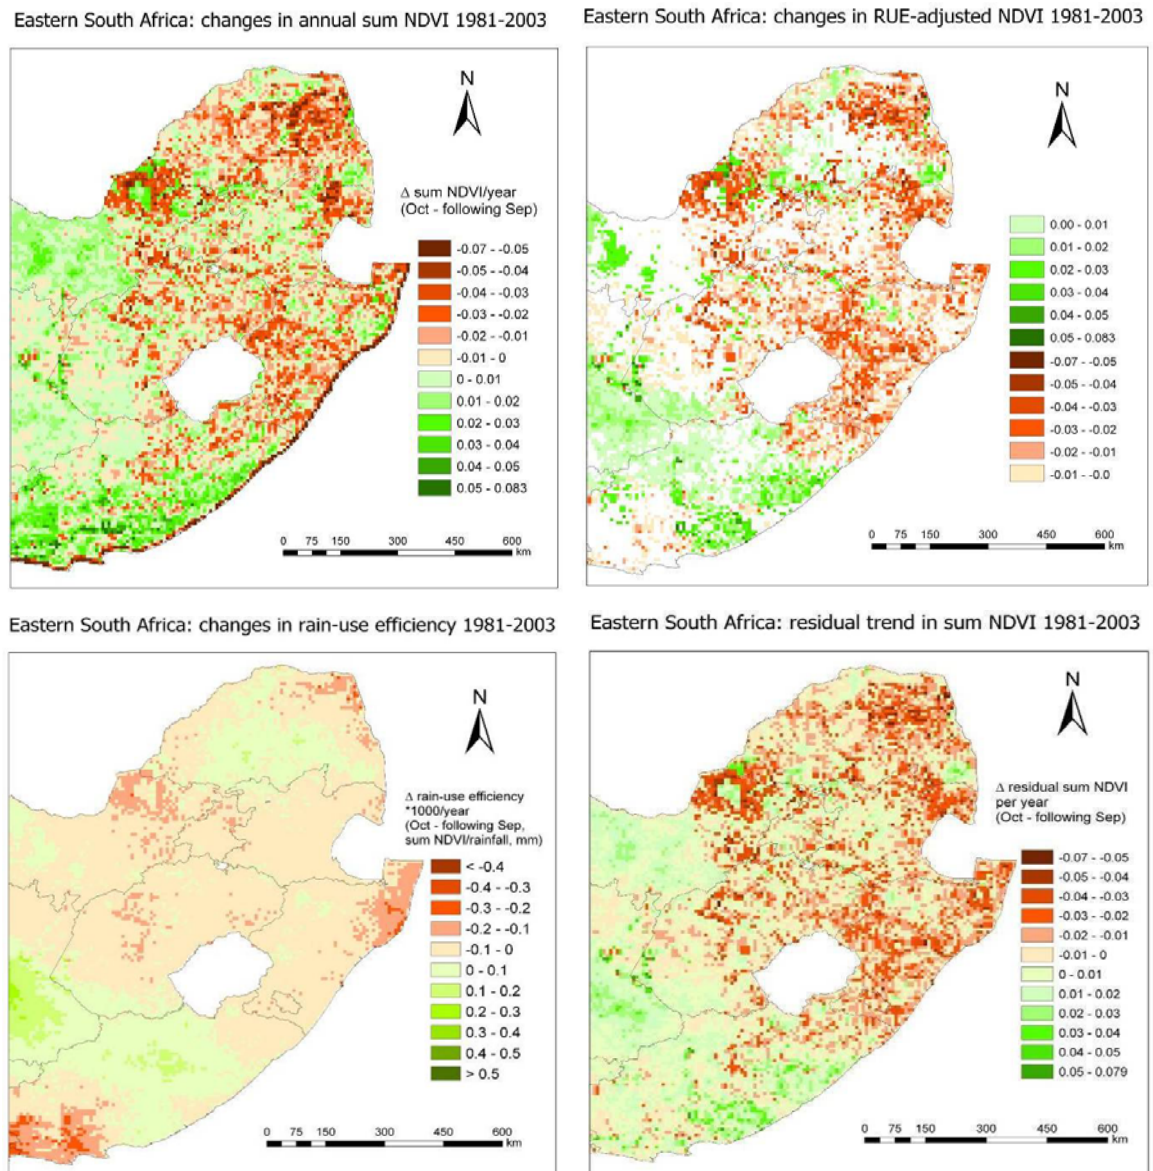 Eastern South Africa: changes in annual sum NDVI 1981-2003
N
Δ sum NDVI/year
(Oct - following Sep)
-0.07 - -0.05
-0.05 - -0.04
-0.04 - -0.03
-0.03 - -0.02
-0.02 - -0.01
-0.01 - 0
0 - 0.01
0.01 - 0.02
0.02 - 0.03
0.03 - 0.04
0.04 - 0.05
0.05 - 0.083
0 75 150 300 450 600
km
Eastern South Africa: changes in RUE-adjusted NDVI 1981-2003
N
0.00 - 0.01
0.01 - 0.02
0.02 - 0.03
0.03 - 0.04
0.04 - 0.05
0.05 - 0.083
-0.07 - -0.05
-0.05 - -0.04
-0.04 - -0.03
-0.03 - -0.02
-0.02 - -0.01
-0.01 - -0.0
0 75 150 300 450 600
km
Eastern South Africa: changes in rain-use efficiency 1981-2003
N
Δ rain-use efficiency
*1000/year
(Oct - following Sep,
sum NDVI/rainfall, mm)
< -0.4
-0.4 - -0.3
-0.3 - -0.2
-0.2 - -0.1
-0.1 - 0
0 - 0.1
0.1 - 0.2
0.2 - 0.3
0.3 - 0.4
0.4 - 0.5
> 0.5
0 75 150 300 450 600
km
Eastern South Africa: residual trend in sum NDVI 1981-2003
N
Δ residual sum NDVI
per year
(Oct - following Sep)
-0.07 - -0.05
-0.05 - -0.04
-0.04 - -0.03
-0.03 - -0.02
-0.02 - -0.01
-0.01 - 0
0 - 0.01
0.01 - 0.02
0.02 - 0.03
0.03 - 0.04
0.04 - 0.05
0.05 - 0.079
0 75 150 300 450 600
km